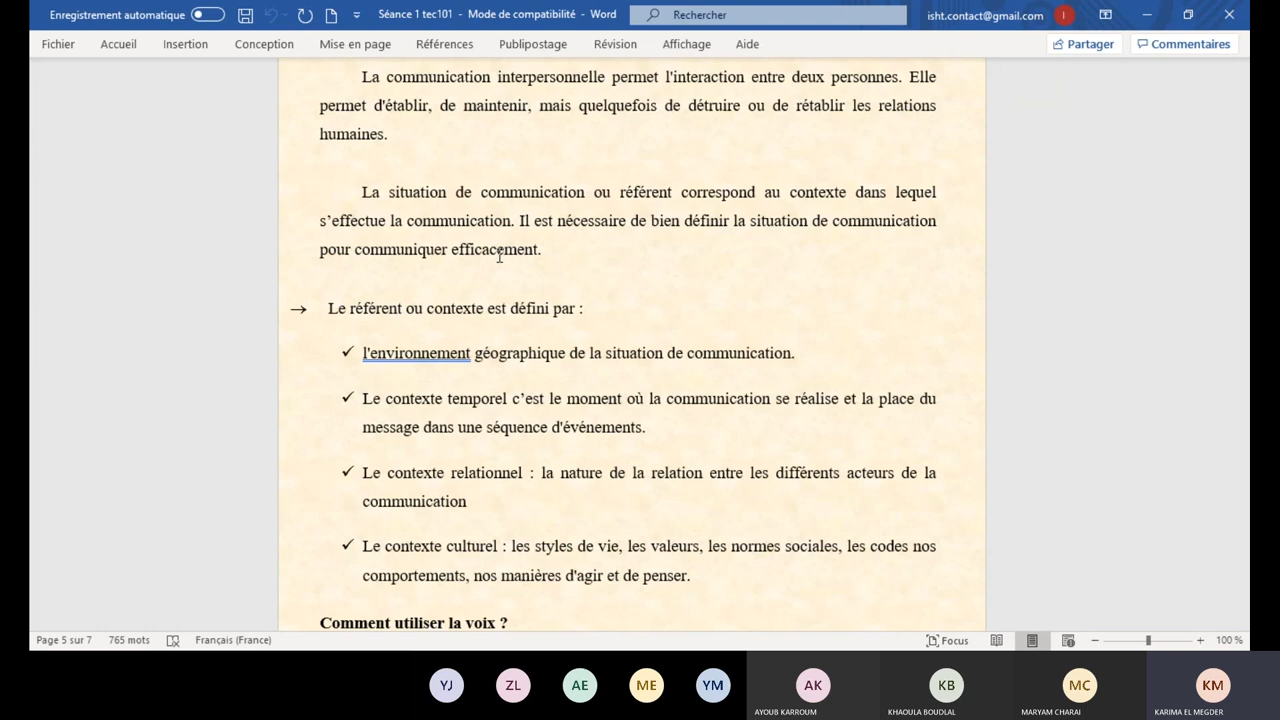 Enregistrement automatique
Séance 1 tec101 - Mode de compatibilité - Word
Rechercher
isht.contact@gmail.com
I
Fichier Accueil Insertion Conception Mise en page Références Publipostage Révision Affichage Aide
Partager
Commentaires
La communication interpersonnelle permet l'interaction entre deux personnes. Elle
permet d'établir, de maintenir, mais quelquefois de détruire ou de rétablir les relations
humaines.
La situation de communication ou référent correspond au contexte dans lequel
s’effectue la communication. Il est nécessaire de bien définir la situation de communication
pour communiquer efficacement.
→ Le référent ou contexte est défini par :
✓ l'environnement géographique de la situation de communication.
✓ Le contexte temporel c’est le moment où la communication se réalise et la place du
message dans une séquence d'événements.
✓ Le contexte relationnel : la nature de la relation entre les différents acteurs de la
communication
✓ Le contexte culturel : les styles de vie, les valeurs, les normes sociales, les codes nos
comportements, nos manières d'agir et de penser.
Comment utiliser la voix ?
Page 5 sur 7
765 mots
Français (France)
Focus
100 %
YJ ZL AE ME YM AK KB MC KM
AYOUB KARROUM KHAOULA BOUDLAL MARYAM CHARAI KARIMA EL MEGDER